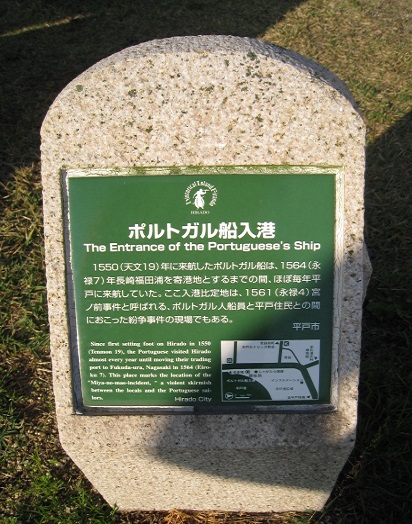 Historical Island Friends
HIRADO
ポルトガル船入港
The Entrance of the Portuguese's Ship
1550(天文19)年に来航したポルトガル船は、1564(永
禄7)年長崎福田浦を寄港地とするまでの間、ほぼ毎年平
戸に来航していた。ここ入港比定地は、1561(永禄4)宮
ノ前事件と呼ばれる、ポルトガル人船員と平戸住民との間
におこった紛争事件の現場でもある。
平戸市
Since first setting foot on Hirado in 1550
(Tenmon 19), the Portuguese visited Hirado
almost every year until moving their trading
port to Fukuda-ura, Nagasaki in 1564 (Eiro-
ku 7). This place marks the location of the
"Miya-no-mae-incident, " a violent skirmish
between the locals and the Portuguese sai-
lors.
Hirado City